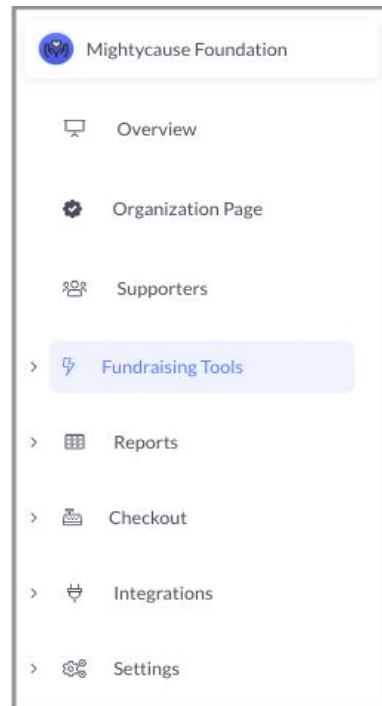 Mightycause Foundation
Overview
Organization Page
Supporters
Fundraising Tools
Reports
Checkout
Integrations
Settings